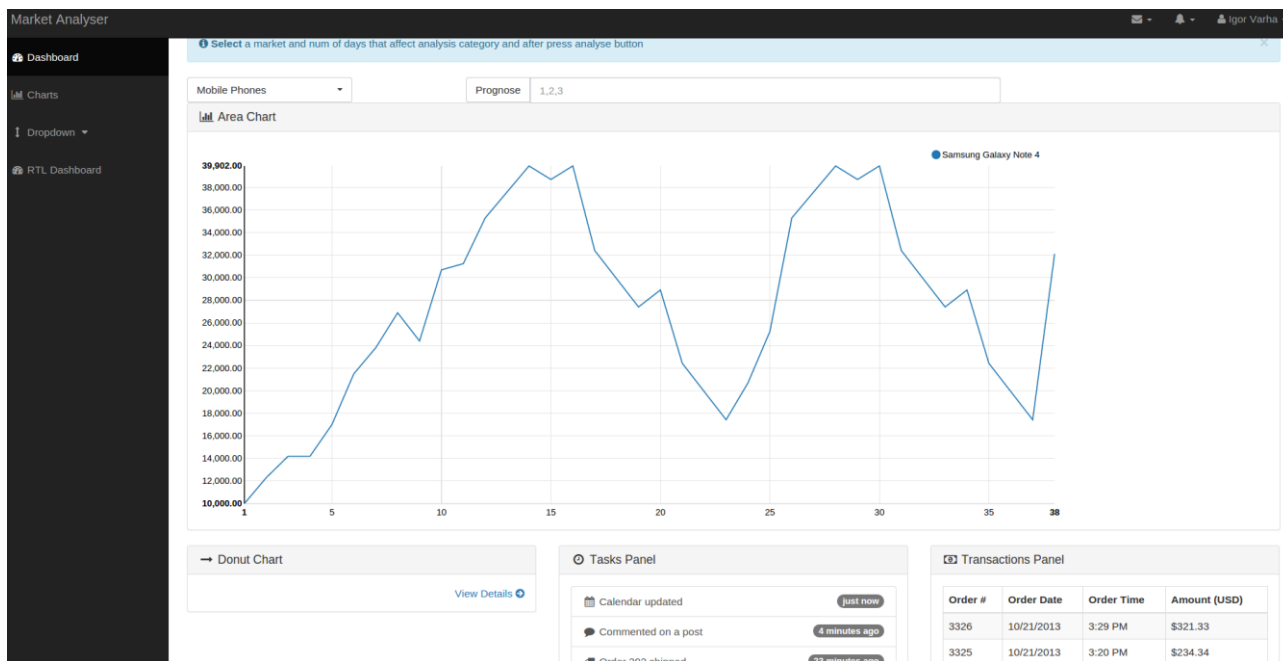 Market Analyser
Igor Varha
Dashboard
Charts
Dropdown
RTL Dashboard
Select a market and num of days that affect analysis category and after press analyse button
×
Mobile Phones
Prognose 1,2,3
Area Chart
Samsung Galaxy Note 4
39,902.00
38,000.00
36,000.00
34,000.00
32,000.00
30,000.00
28,000.00
26,000.00
24,000.00
22,000.00
20,000.00
18,000.00
16,000.00
14,000.00
12,000.00
10,000.00
1 5 10 15 20 25 30 35 38
Donut Chart
View Details
Tasks Panel
Calendar updated just now
Commented on a post 4 minutes ago
Order 392 shipped 23 minutes ago
Transactions Panel
Order # Order Date Order Time Amount (USD)
3326 10/21/2013 3:29 PM $321.33
3325 10/21/2013 3:20 PM $234.34